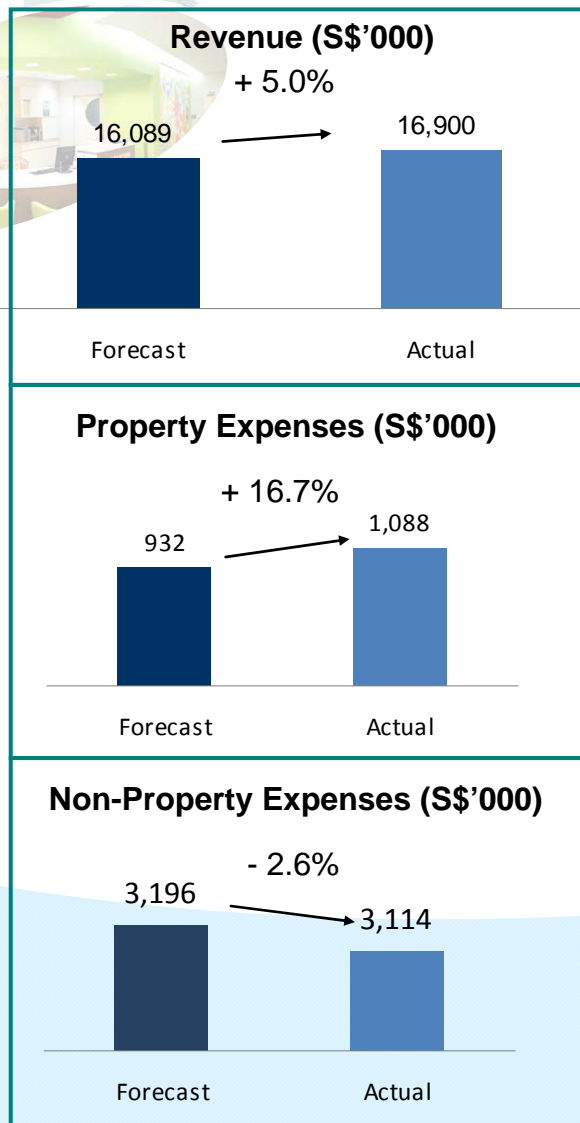 Revenue (S$'000)
+ 5.0%
16,089
16,900
Forecast
Actual
Property Expenses (S$’000)
+ 16.7%
932
1,088
Forecast
Actual
Non-Property Expenses (S$’000)
- 2.6%
3,196
3,114
Forecast
Actual